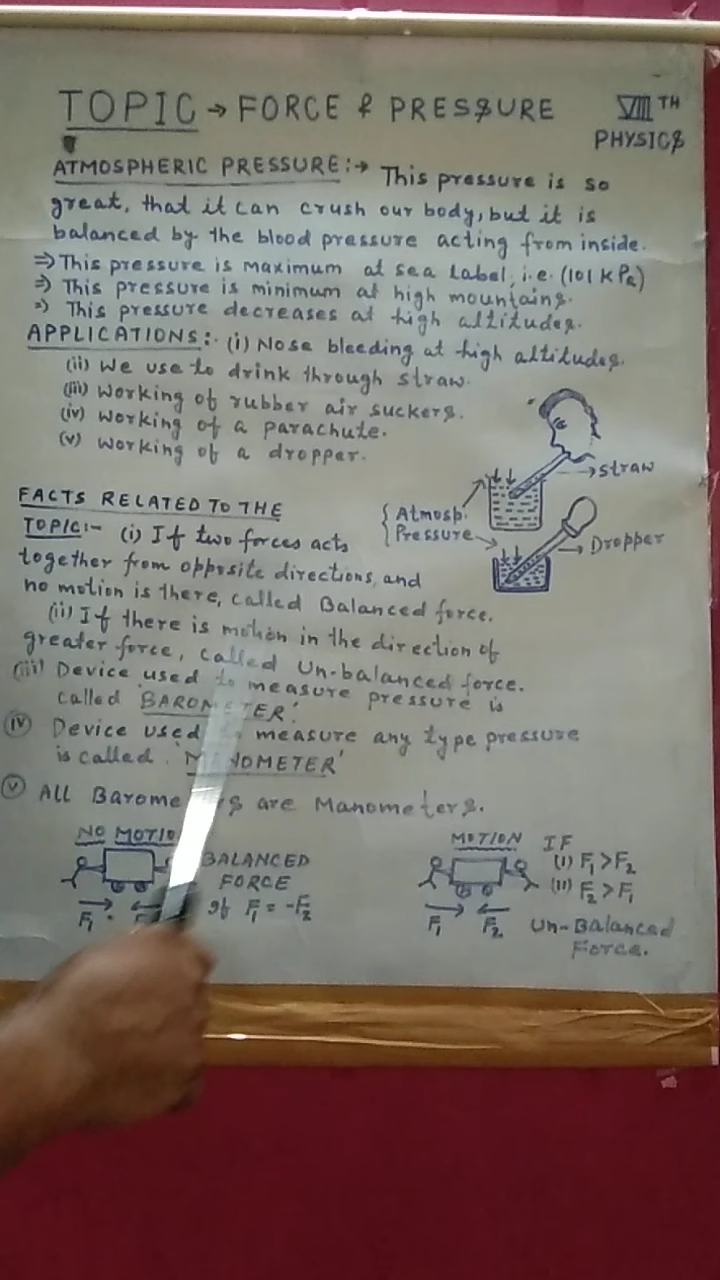 TOPIC → FORCE & PRESSURE
VIII TH
PHYSICS
ATMOSPHERIC PRESSURE:→ This pressure is so
great, that it can crush our body, but it is
balanced by the blood pressure acting from inside.
⇒ This pressure is maximum at sea label, i.e. (101 kPa)
⇒ This pressure is minimum at high mountains.
⇒ This pressure decreases at high altitudes.
APPLICATIONS:- (i) Nose bleeding at high altitudes.
(ii) We use to drink through straw.
(iii) Working of rubber air suckers.
(iv) Working of a parachute.
(v) Working of a dropper.
straw
Atmosp.
Pressure
Dropper
FACTS RELATED TO THE
TOPIC:- (i) If two forces acts
together from opposite directions, and
no motion is there, called Balanced force.
(ii) If there is motion in the direction of
greater force, called Un-balanced force.
(iii) Device used to measure pressure is
called 'BAROMETER'.
(iv) Device used measure any type pressure
is called 'MANOMETER'
(v) All Barometers are Manometers.
NO MOTION
BALANCED
FORCE
If F₁ = -F₂
F₁
MOTION IF
(i) F₁ > F₂
(ii) F₂ > F₁
F₁ F₂
Un-Balanced
Force.